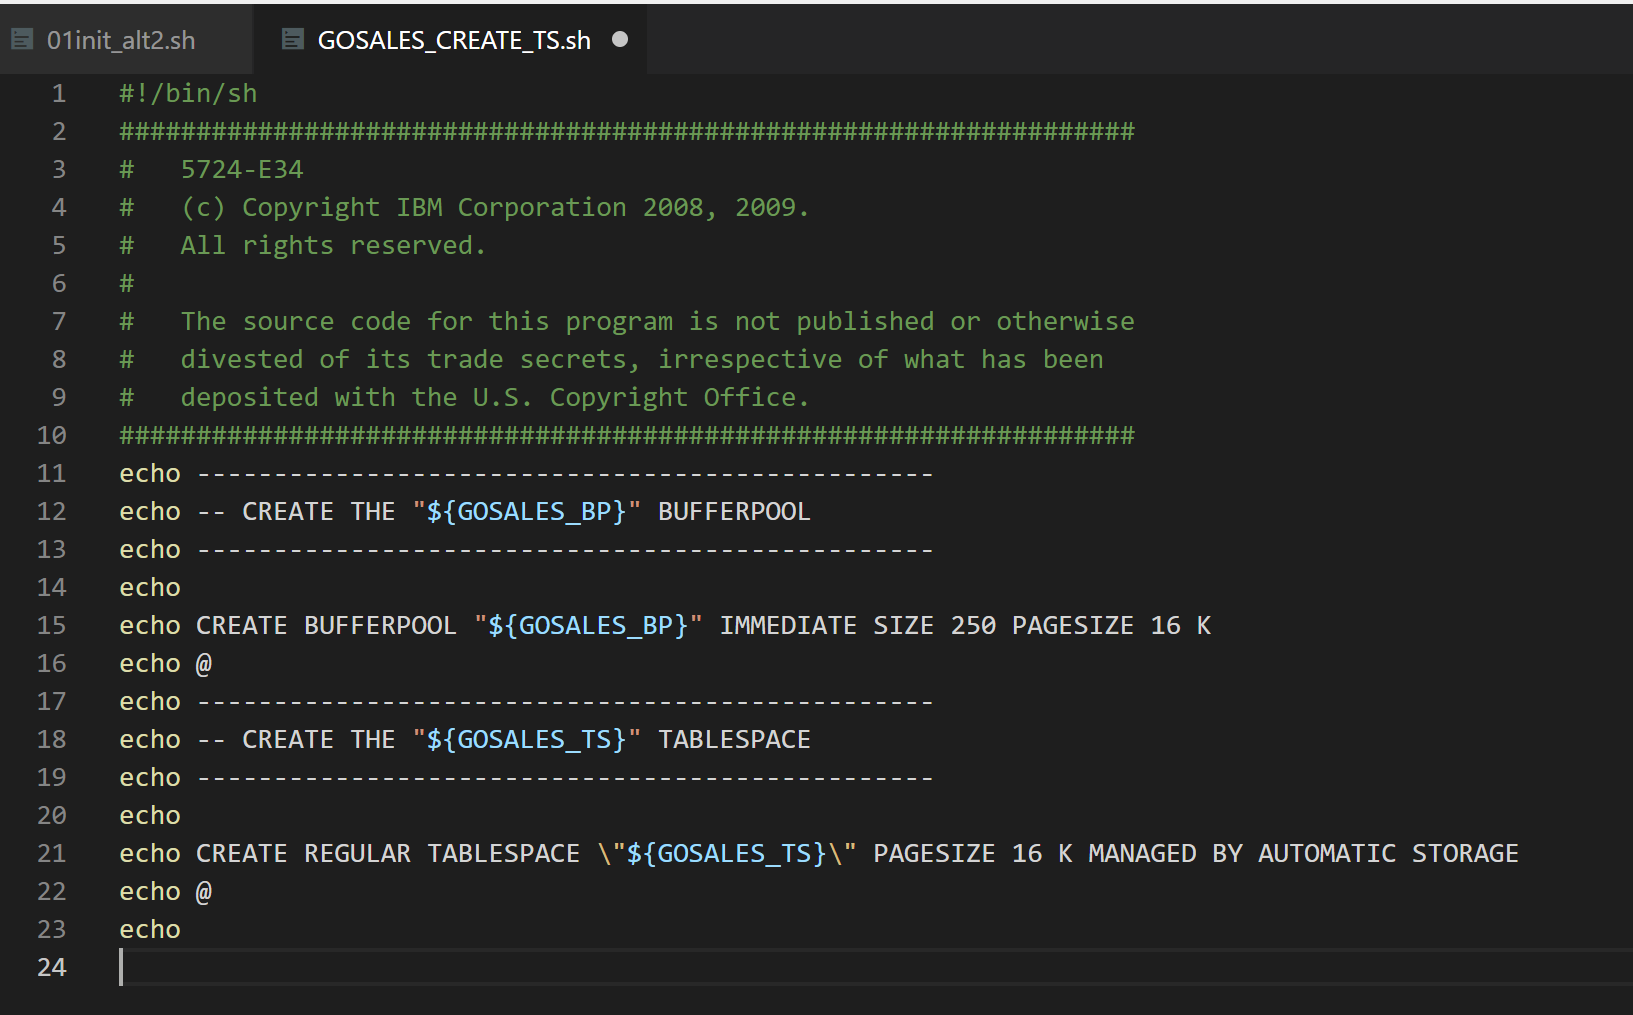 01init_alt2.sh GOSALES_CREATE_TS.sh
1 #!/bin/sh
2 ##################################################################
3 #   5724-E34
4 #   (c) Copyright IBM Corporation 2008, 2009.
5 #   All rights reserved.
6 #
7 #   The source code for this program is not published or otherwise
8 #   divested of its trade secrets, irrespective of what has been
9 #   deposited with the U.S. Copyright Office.
10 ##################################################################
11 echo ------------------------------------------------
12 echo -- CREATE THE "${GOSALES_BP}" BUFFERPOOL
13 echo ------------------------------------------------
14 echo
15 echo CREATE BUFFERPOOL "${GOSALES_BP}" IMMEDIATE SIZE 250 PAGESIZE 16 K
16 echo @
17 echo ------------------------------------------------
18 echo -- CREATE THE "${GOSALES_TS}" TABLESPACE
19 echo ------------------------------------------------
20 echo
21 echo CREATE REGULAR TABLESPACE \"${GOSALES_TS}\" PAGESIZE 16 K MANAGED BY AUTOMATIC STORAGE
22 echo @
23 echo
24